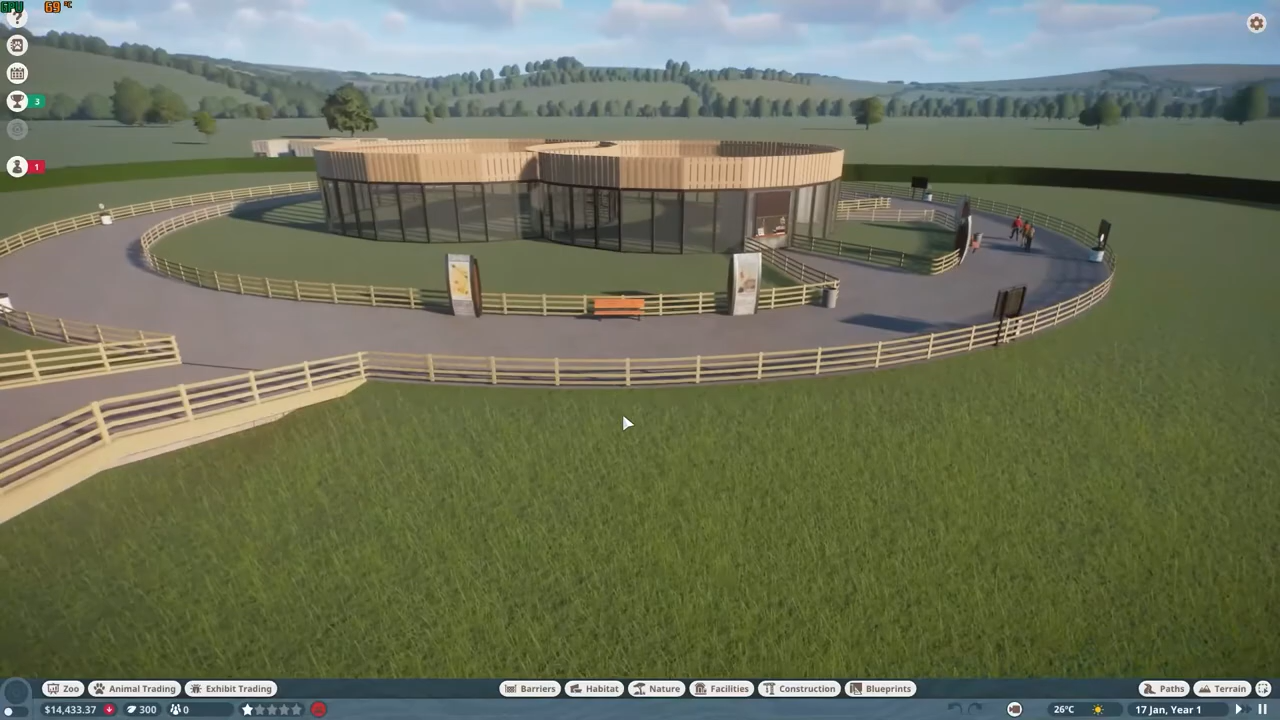 GPU 69 °C
?
3
1
Zoo Animal Trading Exhibit Trading Barriers Habitat Nature Facilities Construction Blueprints Paths Terrain
$14,433.37 300 0 26°C 17 Jan, Year 1